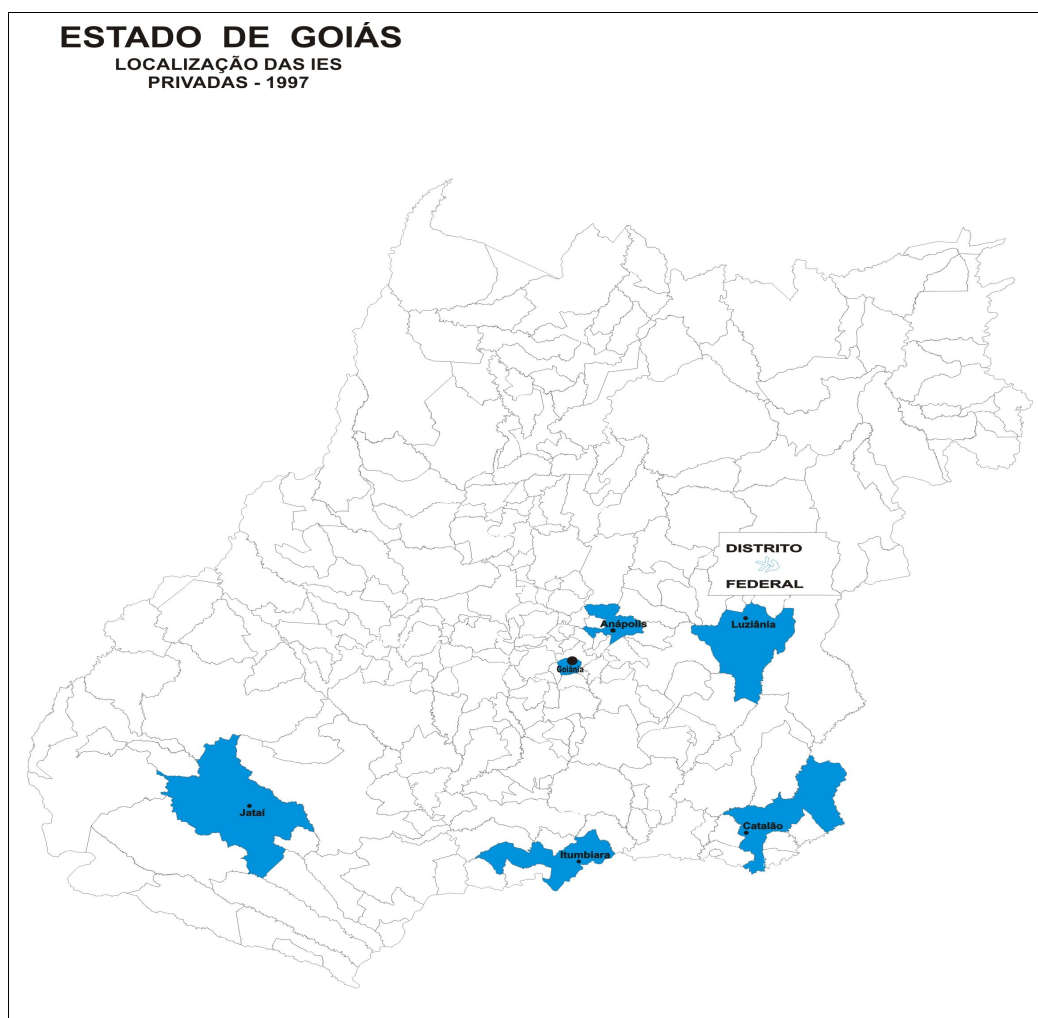 ESTADO DE GOIÁS
LOCALIZAÇÃO DAS IES
PRIVADAS - 1997
DISTRITO
FEDERAL
Anápolis
Luziânia
Goiânia
Jataí
Catalão
Itumbiara